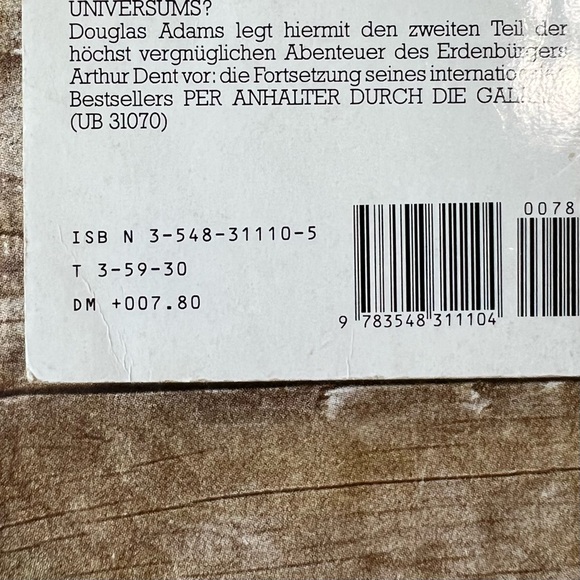 UNIVERSUMS?
Douglas Adams legt hiermit den zweiten Teil der
höchst vergnüglichen Abenteuer des Erdenbürgers
Arthur Dent vor: die Fortsetzung seines
Bestsellers PER ANHALTER DURCH DIE
(UB 31070)
0078
ISB N 3-548-31110-5
T 3-59-30
DM +007.80
9 783548 311104